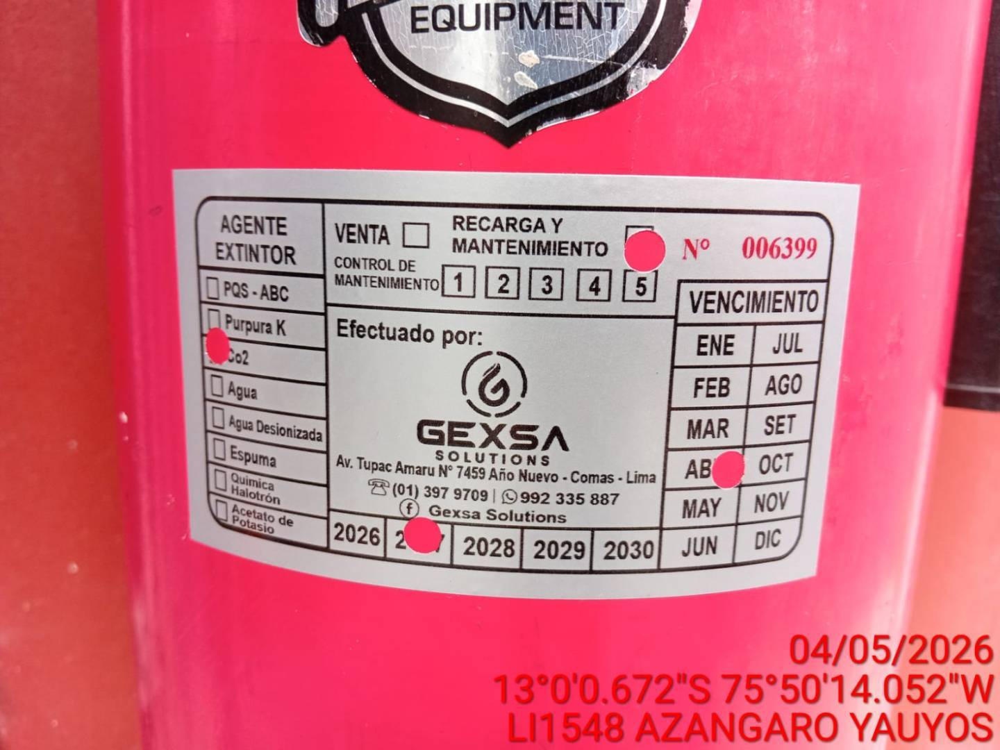 EQUIPMENT
AGENTE
EXTINTOR
PQS - ABC
Purpura K
Co2
Agua
Agua Desionizada
Espuma
Quimica
Halotrón
Acetato de
Potasio
VENTA
RECARGA Y
MANTENIMIENTO
Nº 006399
CONTROL DE
MANTENIMIENTO 1 2 3 4 5
Efectuado por:
GEXSA
SOLUTIONS
Av. Tupac Amaru N° 7459 Año Nuevo - Comas - Lima
(01) 397 9709 | 992 335 887
Gexsa Solutions
2026 2028 2029 2030
VENCIMIENTO
ENE JUL
FEB AGO
MAR SET
OCT
MAY NOV
JUN DIC
04/05/2026
13°0'0.672"S 75°50'14.052"W
LI1548 AZANGARO YAUYOS